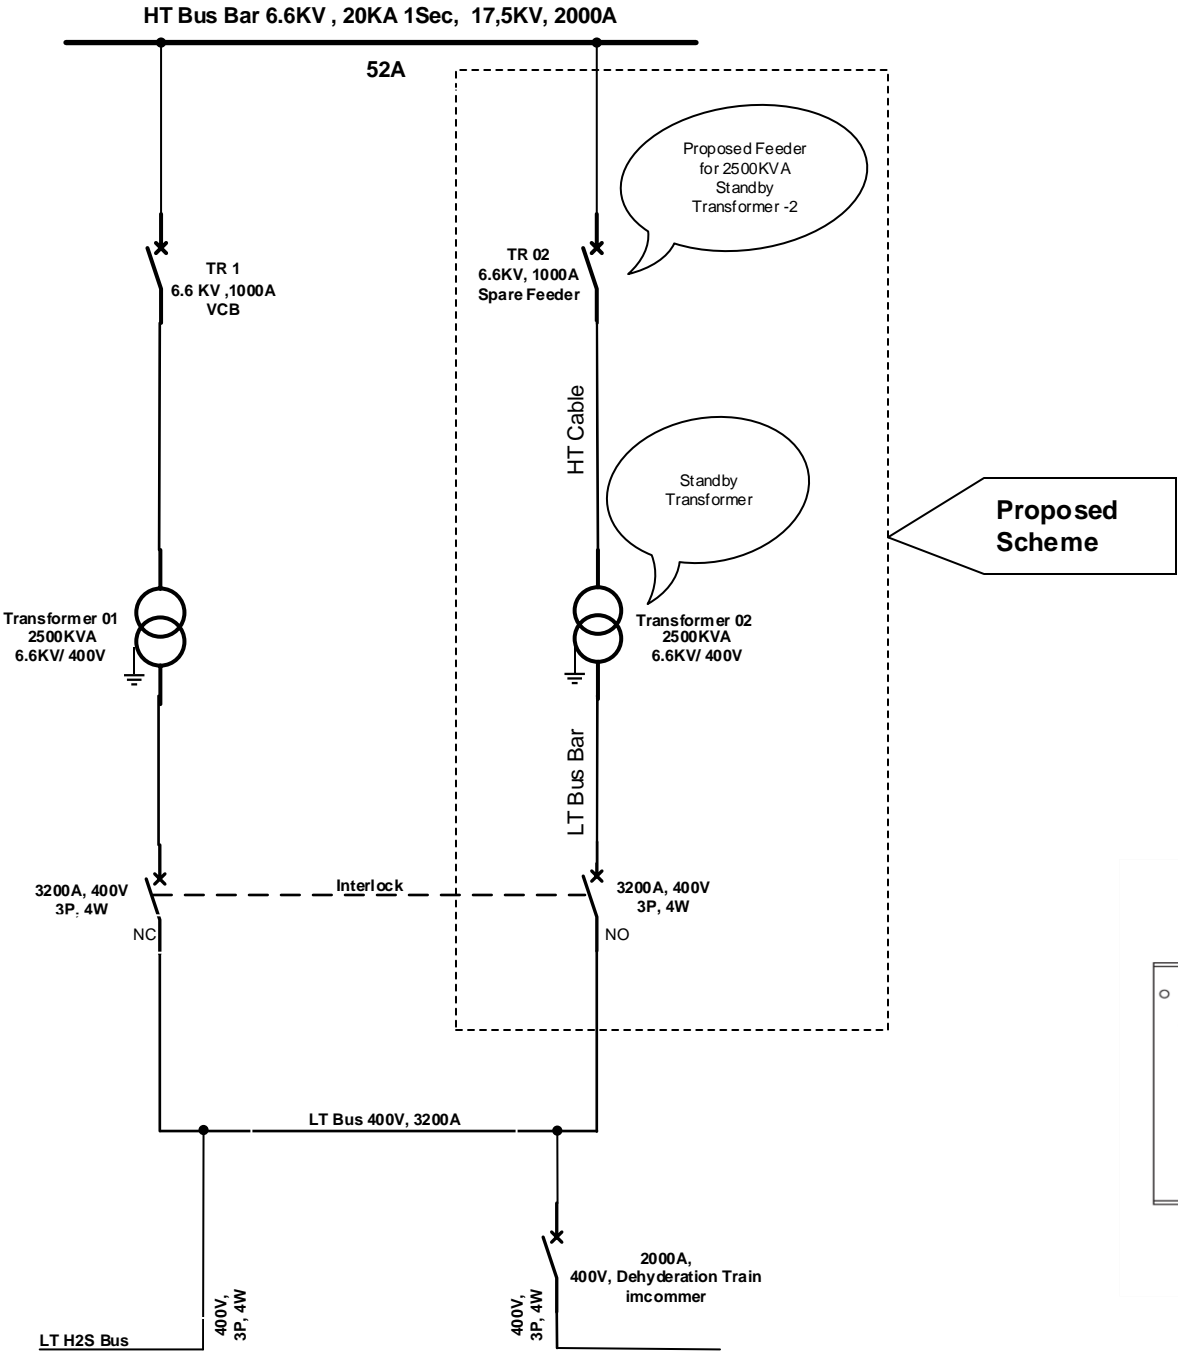 HT Bus Bar 6.6KV , 20KA 1Sec, 17,5KV, 2000A
52A
Proposed Feeder
for 2500KVA
Standby
Transformer -2
TR 1
6.6 KV ,1000A
VCB
TR 02
6.6KV, 1000A
Spare Feeder
HT Cable
Standby
Transformer
Proposed
Scheme
Transformer 01
2500KVA
6.6KV/ 400V
Transformer 02
2500KVA
6.6KV/ 400V
LT Bus Bar
3200A, 400V
3P, 4W
NC
Interlock
3200A, 400V
3P, 4W
NO
LT Bus 400V, 3200A
2000A,
400V, Dehyderation Train
imcommer
400V,
3P, 4W
400V,
3P, 4W
LT H2S Bus